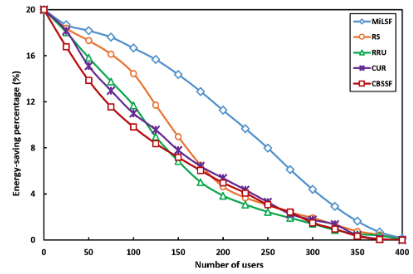 20
16
12
8
4
0
Energy-saving percentage (%)
MiLSF
RS
RRU
CUR
CBSSF
0 50 100 150 200 250 300 350 400
Number of users